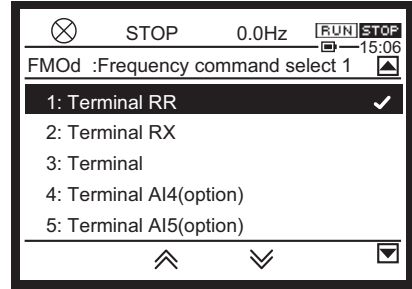 STOP 0.0Hz RUN STOP
15:06
FMOd :Frequency command select 1
1: Terminal RR
2: Terminal RX
3: Terminal
4: Terminal AI4(option)
5: Terminal AI5(option)